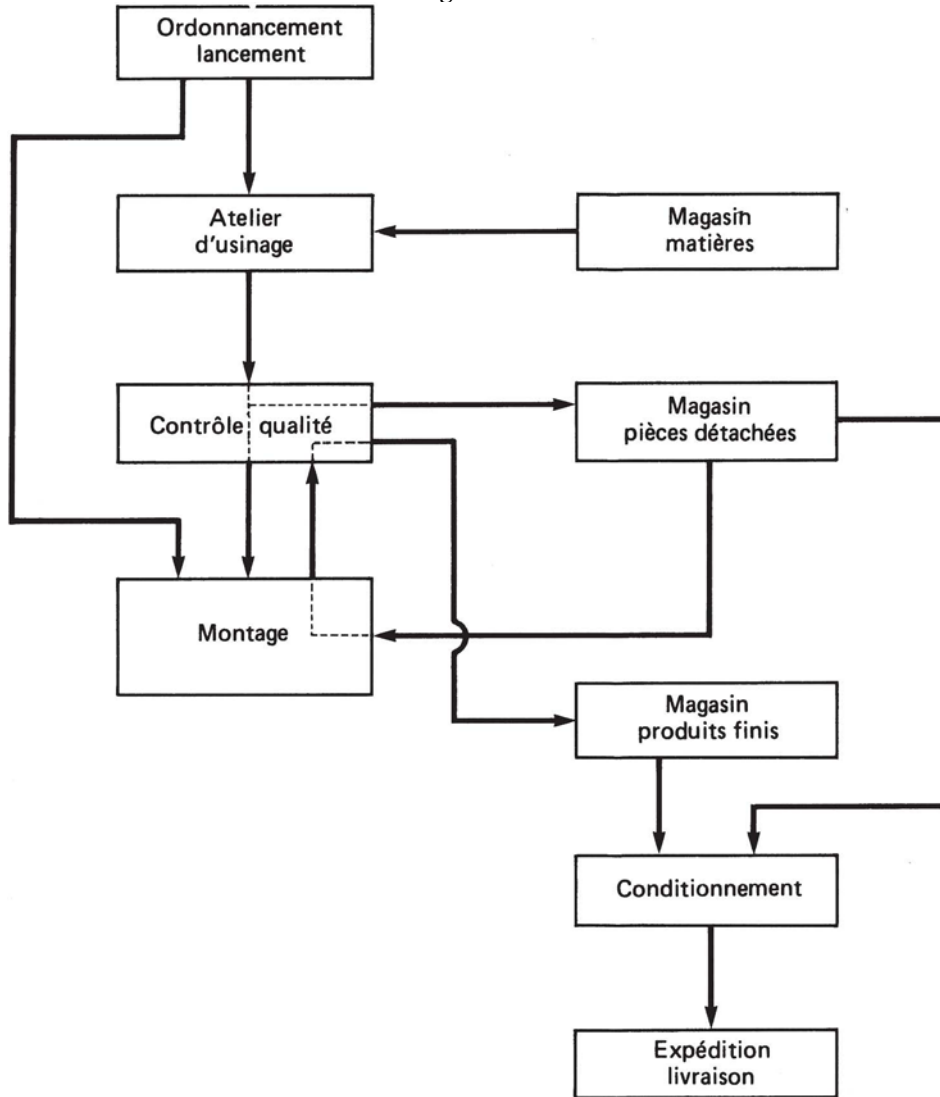 Ordonnancement
lancement
Atelier
d'usinage
Magasin
matières
Contrôle qualité
Magasin
pièces détachées
Montage
Magasin
produits finis
Conditionnement
Expédition
livraison